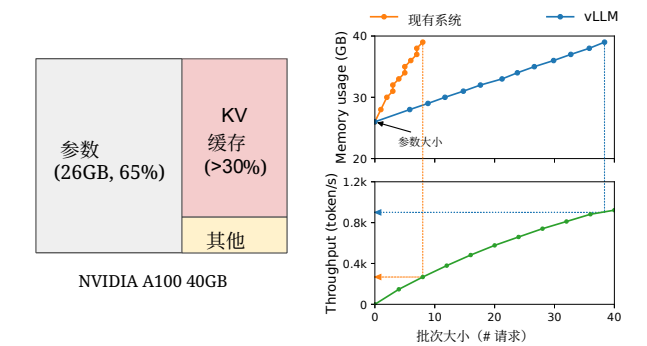 参数
(26GB, 65%)
KV
缓存
(>30%)
其他
NVIDIA A100 40GB
现有系统
vLLM
Memory usage (GB)
40
30
20
参数大小
Throughput (token/s)
1.2k
0.8k
0.4k
0
0
10
20
30
40
批次大小（# 请求）